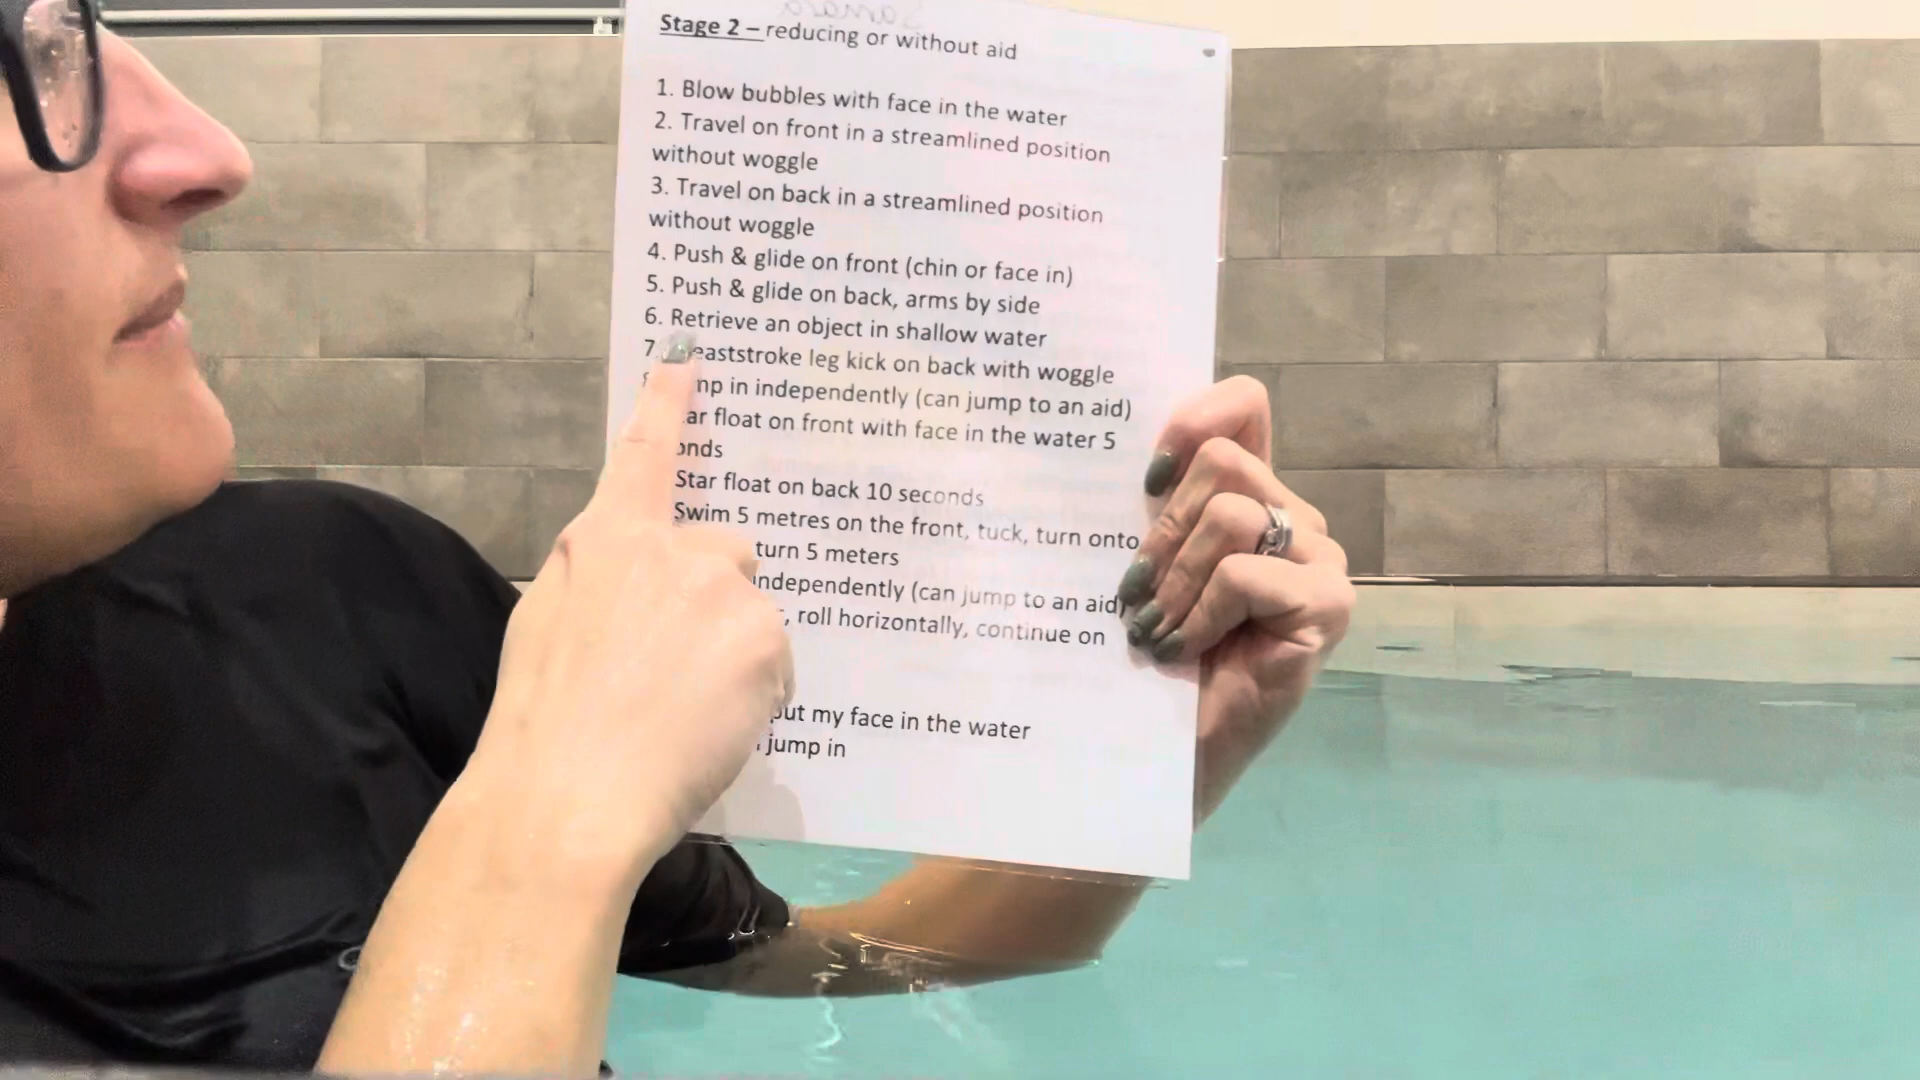 Stage 2 – reducing or without aid
1. Blow bubbles with face in the water
2. Travel on front in a streamlined position
without woggle
3. Travel on back in a streamlined position
without woggle
4. Push & glide on front (chin or face in)
5. Push & glide on back, arms by side
6. Retrieve an object in shallow water
7. leg kick on back with woggle
in independently (can jump to an aid)
float on front with face in the water 5
Star float on back 10 seconds
Swim 5 metres on the front, tuck, turn onto
turn 5 meters
independently (can jump to an aid)
, roll horizontally, continue on
put my face in the water
jump in